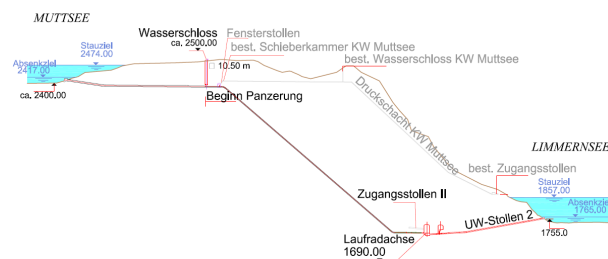 MUTTSEE
Wasserschloss
ca. 2500,00
Fensterstollen
best. Schieberkammer KW Muttsee
best. Wasserschloss KW Muttsee
Stauziel
2474.00
Absenkziel
2417.00
10.50 m
ca. 2400,00
Beginn Panzerung
Druckschacht KW Muttsee
LIMMERNSEE
best. Zugangsstollen
Stauziel
1857.00
Absenkziel
1765.00
Zugangsstollen II
UW-Stollen 2
1755.0
Laufradachse
1690.00